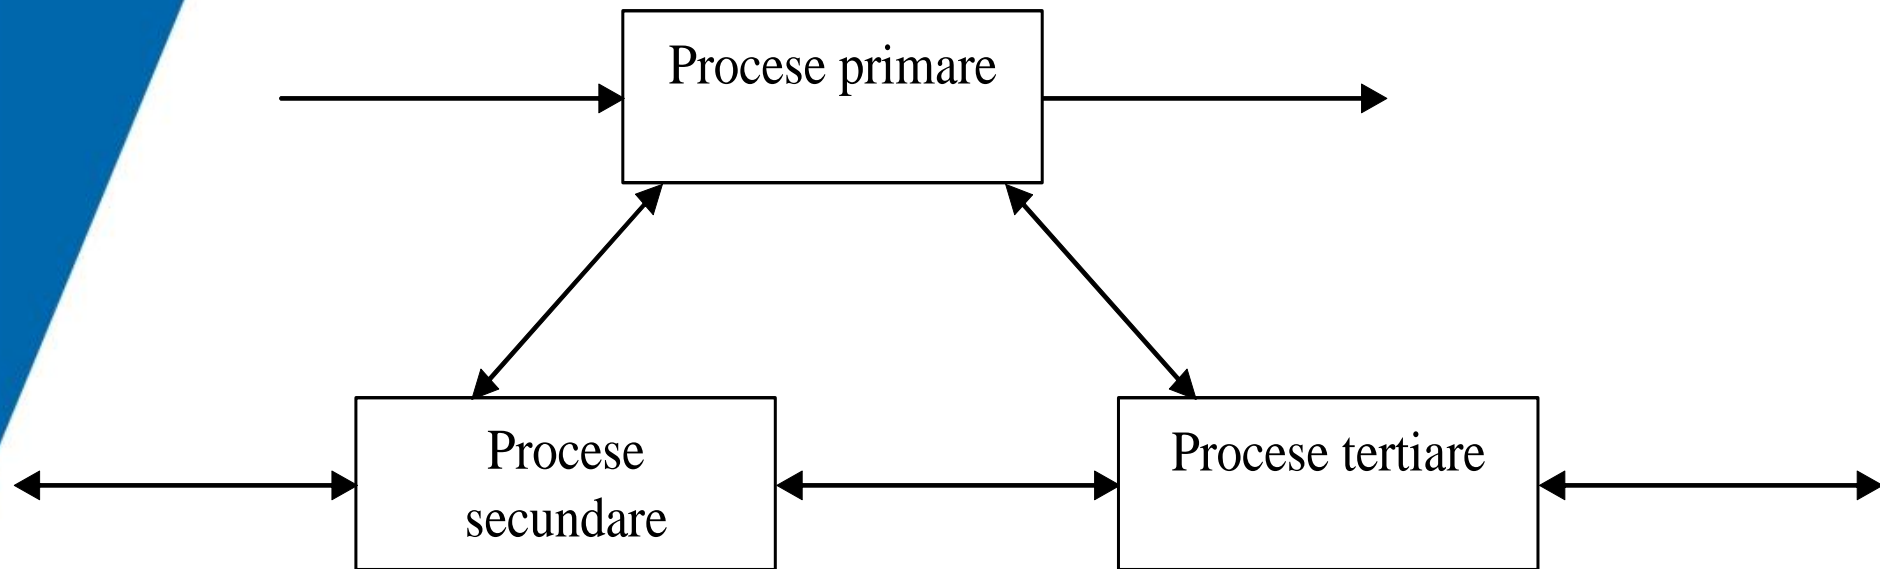 Procese primare
Procese
secundare
Procese tertiare